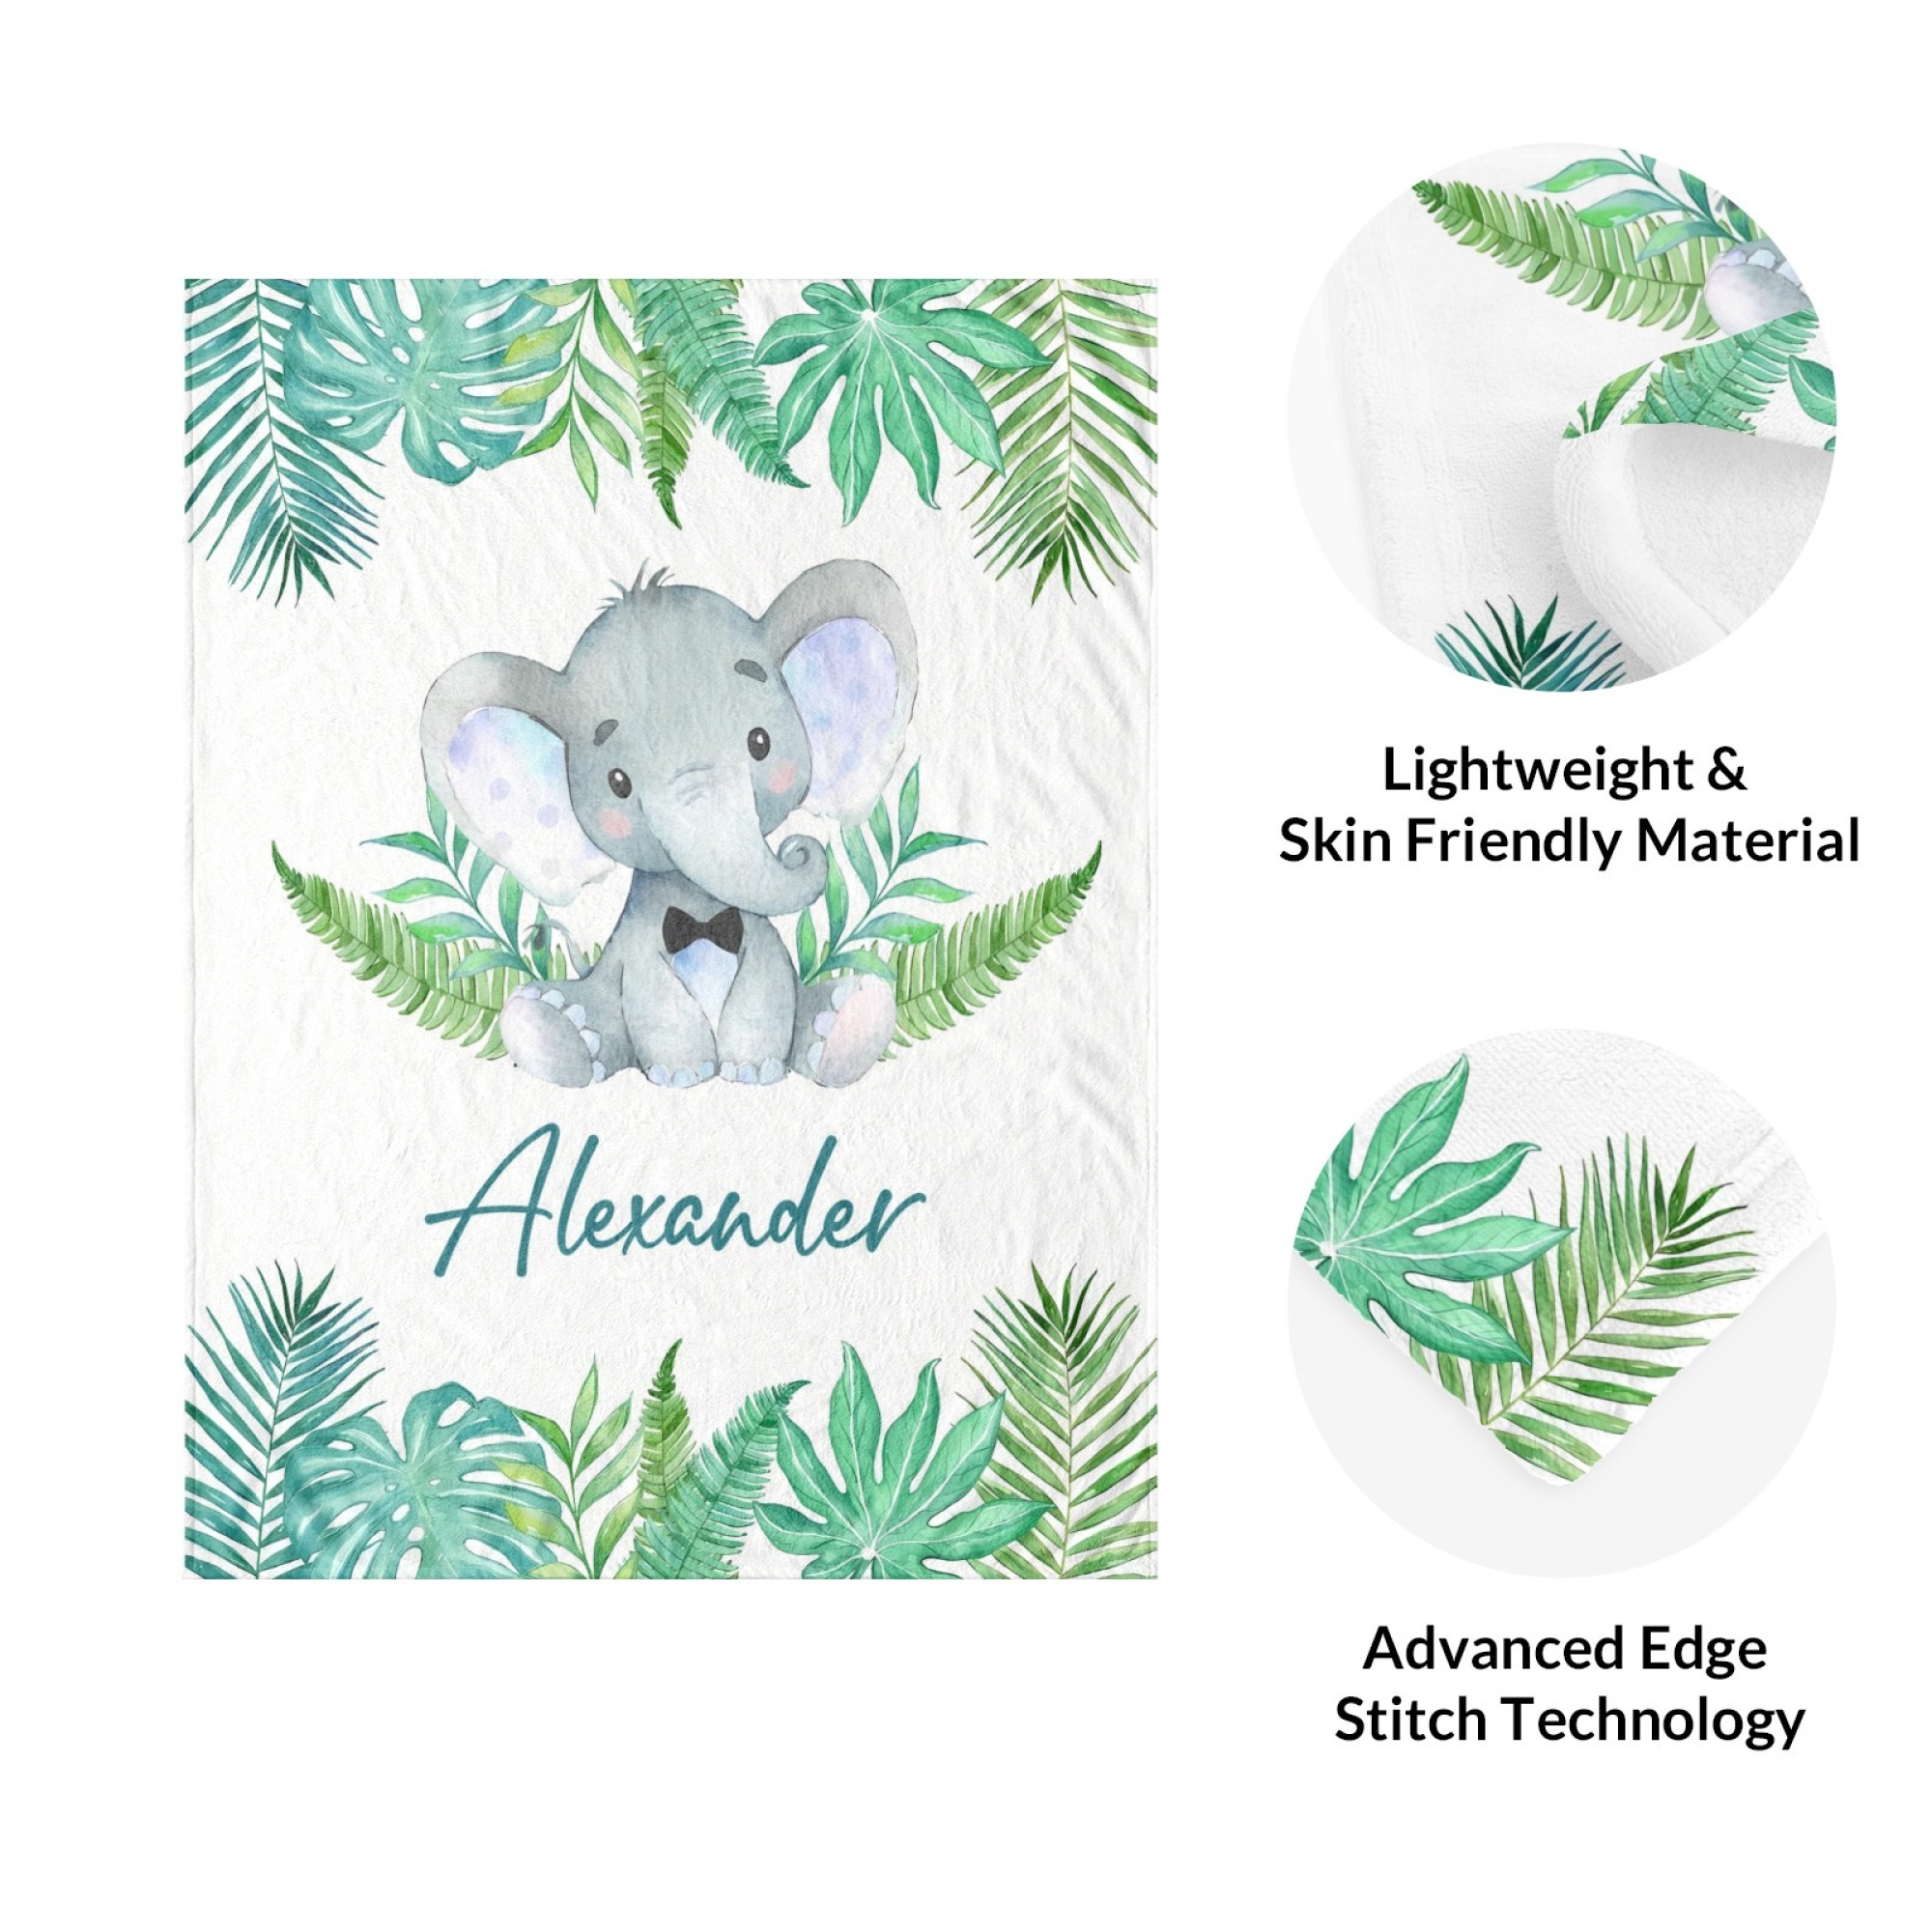 Alexander
Lightweight &
Skin Friendly Material
Advanced Edge
Stitch Technology